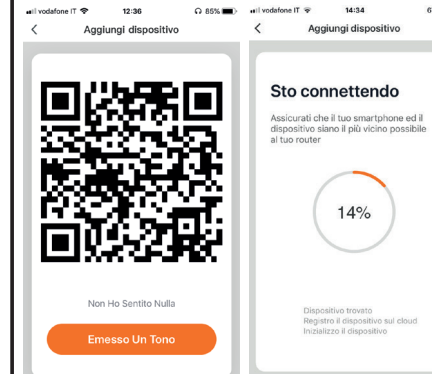 vodafone IT
12:36
85%
Aggiungi dispositivo
Non Ho Sentito Nulla
Emesso Un Tono
vodafone IT
14:34
6
Aggiungi dispositivo
Sto connettendo
Assicurati che il tuo smartphone ed il
dispositivo siano il più vicino possibile
al tuo router
14%
Dispositivo trovato
Registro il dispositivo sul cloud
Inizializzo il dispositivo